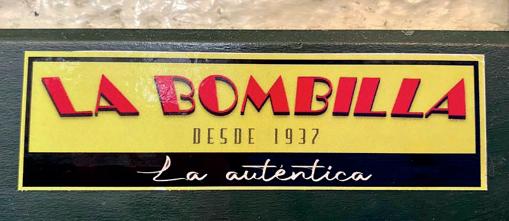 LA BOMBILLA
DESDE 1937
La auténtica